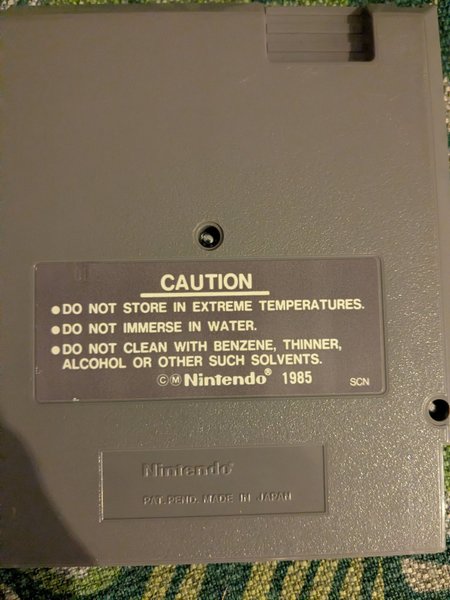 CAUTION
●DO NOT STORE IN EXTREME TEMPERATURES.
●DO NOT IMMERSE IN WATER.
●DO NOT CLEAN WITH BENZENE, THINNER,
ALCOHOL OR OTHER SUCH SOLVENTS.
©Ⓜ Nintendo® 1985 SCN
Nintendo®
PAT. PEND. MADE IN JAPAN